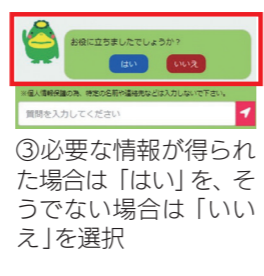 お役に立ちましたでしょうか?
はい いいえ
※個人情報保護の為、特定の名前や連絡先などは入力しないで下さい。
質問を入力してください
③必要な情報が得られ
た場合は「はい」を、そ
うでない場合は「いい
え」を選択